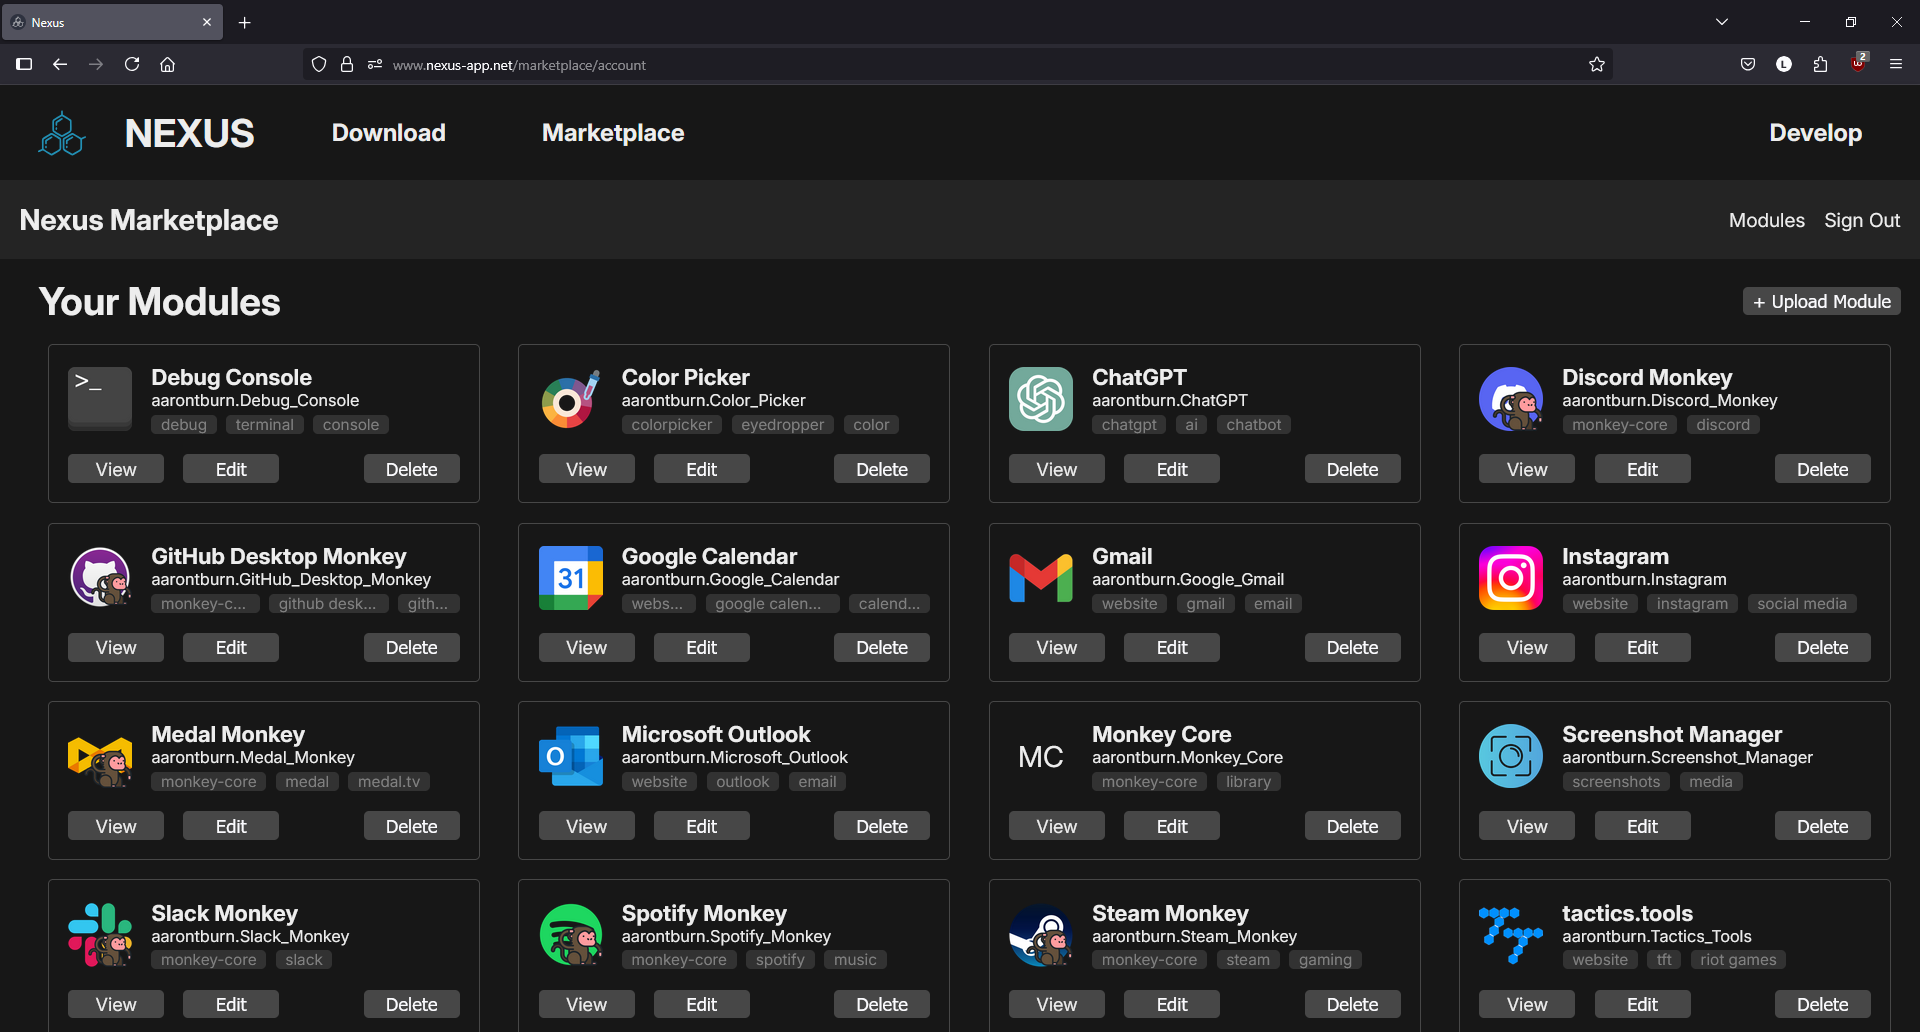 Nexus
www.nexus-app.net/marketplace/account
L
2
NEXUS Download Marketplace Develop
Nexus Marketplace Modules Sign Out
Your Modules + Upload Module
>_
Debug Console
aarontburn.Debug_Console
debug terminal console
View Edit Delete
Color Picker
aarontburn.Color_Picker
colorpicker eyedropper color
View Edit Delete
ChatGPT
aarontburn.ChatGPT
chatgpt ai chatbot
View Edit Delete
Discord Monkey
aarontburn.Discord_Monkey
monkey-core discord
View Edit Delete
GitHub Desktop Monkey
aarontburn.GitHub_Desktop_Monkey
monkey-c... github desk... gith...
View Edit Delete
31
Google Calendar
aarontburn.Google_Calendar
webs... google calen... calend...
View Edit Delete
Gmail
aarontburn.Google_Gmail
website gmail email
View Edit Delete
Instagram
aarontburn.Instagram
website instagram social media
View Edit Delete
Medal Monkey
aarontburn.Medal_Monkey
monkey-core medal medal.tv
View Edit Delete
O
Microsoft Outlook
aarontburn.Microsoft_Outlook
website outlook email
View Edit Delete
MC
Monkey Core
aarontburn.Monkey_Core
monkey-core library
View Edit Delete
Screenshot Manager
aarontburn.Screenshot_Manager
screenshots media
View Edit Delete
Slack Monkey
aarontburn.Slack_Monkey
monkey-core slack
View Edit Delete
Spotify Monkey
aarontburn.Spotify_Monkey
monkey-core spotify music
View Edit Delete
Steam Monkey
aarontburn.Steam_Monkey
monkey-core steam gaming
View Edit Delete
tactics.tools
aarontburn.Tactics_Tools
website tft riot games
View Edit Delete